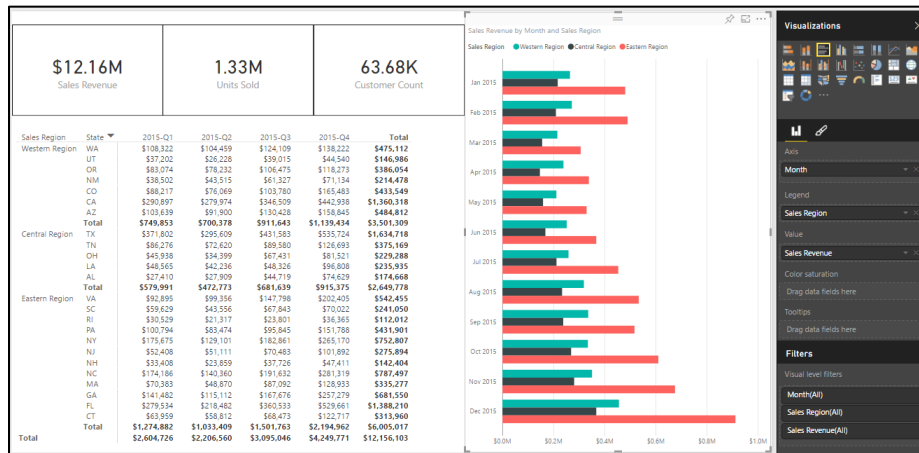 $12.16M
Sales Revenue
1.33M
Units Sold
63.68K
Customer Count
Sales Region State 2015-Q1 2015-Q2 2015-Q3 2015-Q4 Total
Western Region WA $108,322 $104,459 $124,109 $138,222 $475,112
UT $37,202 $26,228 $39,015 $44,540 $146,986
OR $83,074 $78,232 $106,475 $118,273 $386,054
NM $38,502 $43,515 $61,327 $71,134 $214,478
CO $88,217 $76,069 $103,780 $165,483 $433,549
CA $290,897 $279,974 $346,509 $442,938 $1,360,318
AZ $103,639 $91,900 $130,428 $158,845 $484,812
Total $749,853 $700,378 $911,643 $1,139,434 $3,501,309
Central Region TX $371,802 $295,609 $431,583 $535,724 $1,634,718
TN $86,276 $72,620 $89,580 $126,693 $375,169
OH $45,938 $34,399 $67,431 $81,521 $229,288
LA $48,565 $42,236 $48,326 $96,808 $235,935
AL $27,410 $27,909 $44,719 $74,629 $174,668
Total $579,991 $472,773 $681,639 $915,375 $2,649,778
Eastern Region VA $92,895 $99,356 $147,798 $202,405 $542,455
SC $59,629 $43,556 $67,843 $70,022 $241,050
RI $30,529 $21,317 $23,801 $36,365 $112,012
PA $100,794 $83,474 $95,845 $151,788 $431,901
NY $175,675 $129,101 $182,861 $265,170 $752,807
NJ $52,408 $51,111 $70,483 $101,892 $275,894
NH $33,408 $23,859 $37,726 $47,411 $142,404
NC $174,186 $140,360 $191,632 $281,319 $787,497
MA $70,383 $48,870 $87,092 $128,933 $335,277
GA $141,482 $115,112 $167,676 $257,279 $681,550
FL $279,534 $218,482 $360,533 $529,661 $1,388,210
CT $63,959 $58,812 $68,473 $122,717 $313,960
Total $1,274,882 $1,033,409 $1,501,763 $2,194,962 $6,005,017
Total $2,604,726 $2,206,560 $3,095,046 $4,249,771 $12,156,103
Sales Revenue by Month and Sales Region
Sales Region Western Region Central Region Eastern Region
Jan 2015
Feb 2015
Mar 2015
Apr 2015
May 2015
Jun 2015
Jul 2015
Aug 2015
Sep 2015
Oct 2015
Nov 2015
Dec 2015
$0.0M $0.2M $0.4M $0.6M $0.8M $1.0M
Visualizations
Axis
Month
Legend
Sales Region
Value
Sales Revenue
Color saturation
Drag data fields here
Tooltips
Drag data fields here
Filters
Visual level filters
Month(All)
Sales Region(All)
Sales Revenue(All)